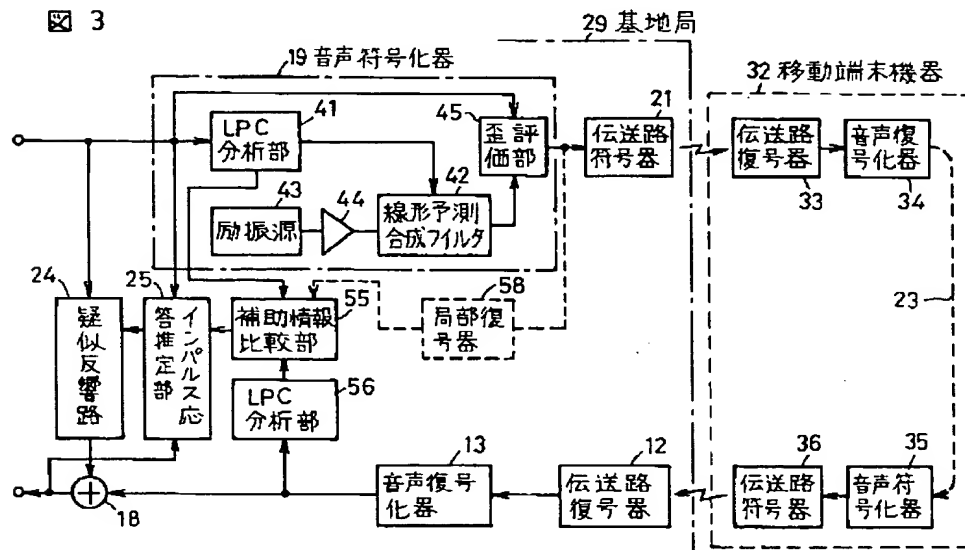 図 3
29 基地局
19 音声符号化器
32 移動端末機器
41
LPC
分析部
45
歪評
価部
21
伝送路
符号器
伝送路
復号器
33
音声復
号化器
34
43
励振源
44
42
線形予測
合成フィルタ
24
疑似反響路
25
インパルス応
答推定部
補助情報
比較部
55
58
局部復
号器
23
LPC
分析部
56
18
13
音声復号
化器
12
伝送路
復号器
36
伝送路
符号器
35
音声符
号化器